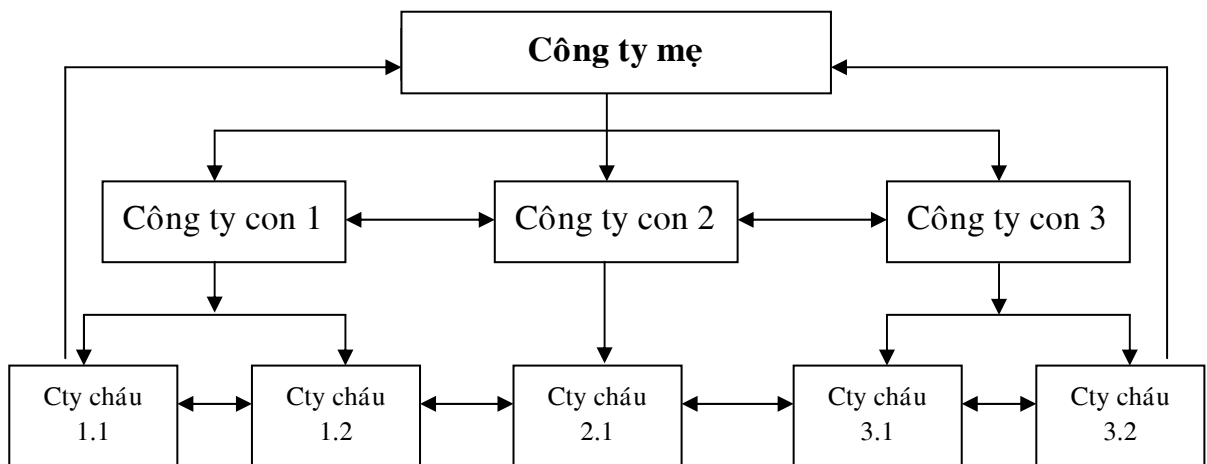 Công ty mẹ
Công ty con 1
Công ty con 2
Công ty con 3
Cty cháu
1.1
Cty cháu
1.2
Cty cháu
2.1
Cty cháu
3.1
Cty cháu
3.2